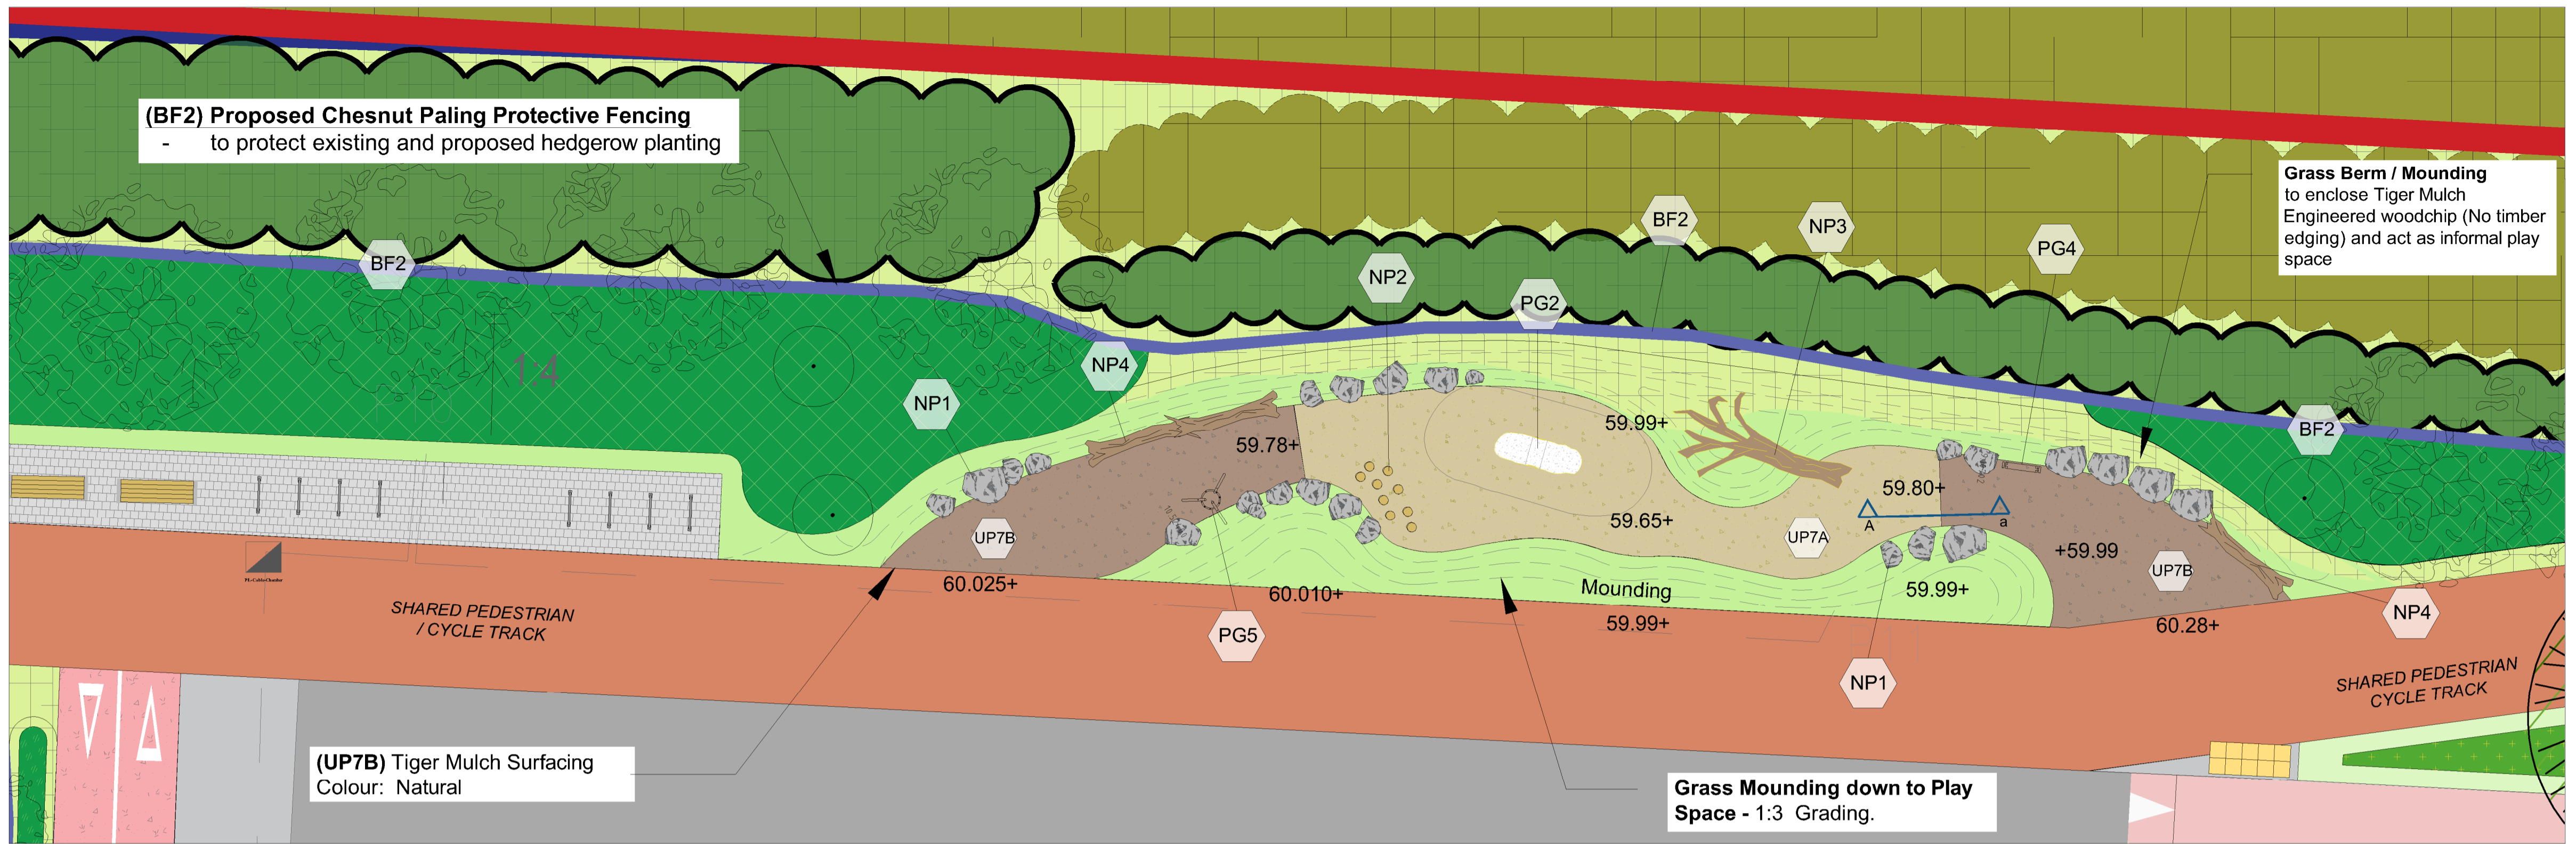 (BF2) Proposed Chesnut Paling Protective Fencing
- to protect existing and proposed hedgerow planting
Grass Berm / Mounding
to enclose Tiger Mulch
Engineered woodchip (No timber
edging) and act as informal play
space
BF2
NP3
PG4
BF2
NP2
PG2
1:4
NP4
NP1
59.99+
BF2
59.78+
59.80+
59.65+
A
a
UP7B
UP7A
+59.99
UP7B
PL-CableChamber
60.025+
60.010+
Mounding
59.99+
59.99+
60.28+
NP4
SHARED PEDESTRIAN
/ CYCLE TRACK
PG5
NP1
SHARED PEDESTRIAN
CYCLE TRACK
(UP7B) Tiger Mulch Surfacing
Colour: Natural
Grass Mounding down to Play
Space - 1:3 Grading.